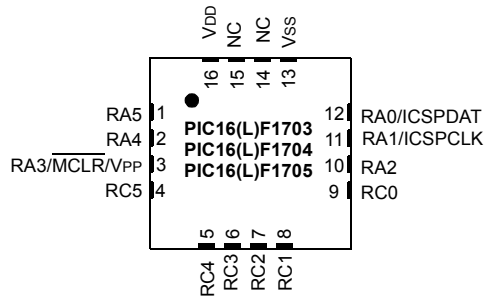 VDD NC NC VSS
16 15 14 13
RA5 1
RA4 2
RA3/MCLR/VPP 3
RC5 4
PIC16(L)F1703
PIC16(L)F1704
PIC16(L)F1705
12 RA0/ICSPDAT
11 RA1/ICSPCLK
10 RA2
9 RC0
5 6 7 8
RC4 RC3 RC2 RC1